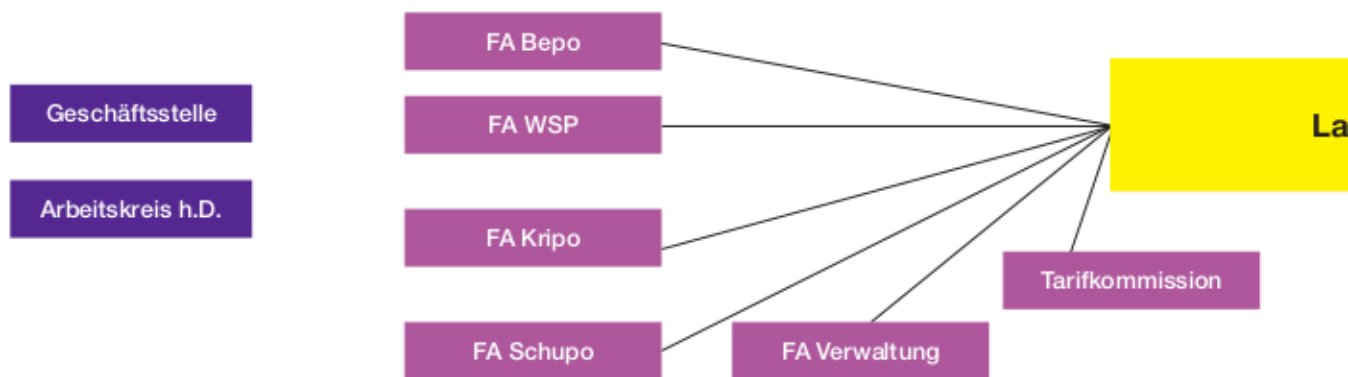 FA Bepo
Geschäftsstelle
FA WSP
La
Arbeitskreis h.D.
FA Kripo
Tarifkommission
FA Schupo
FA Verwaltung